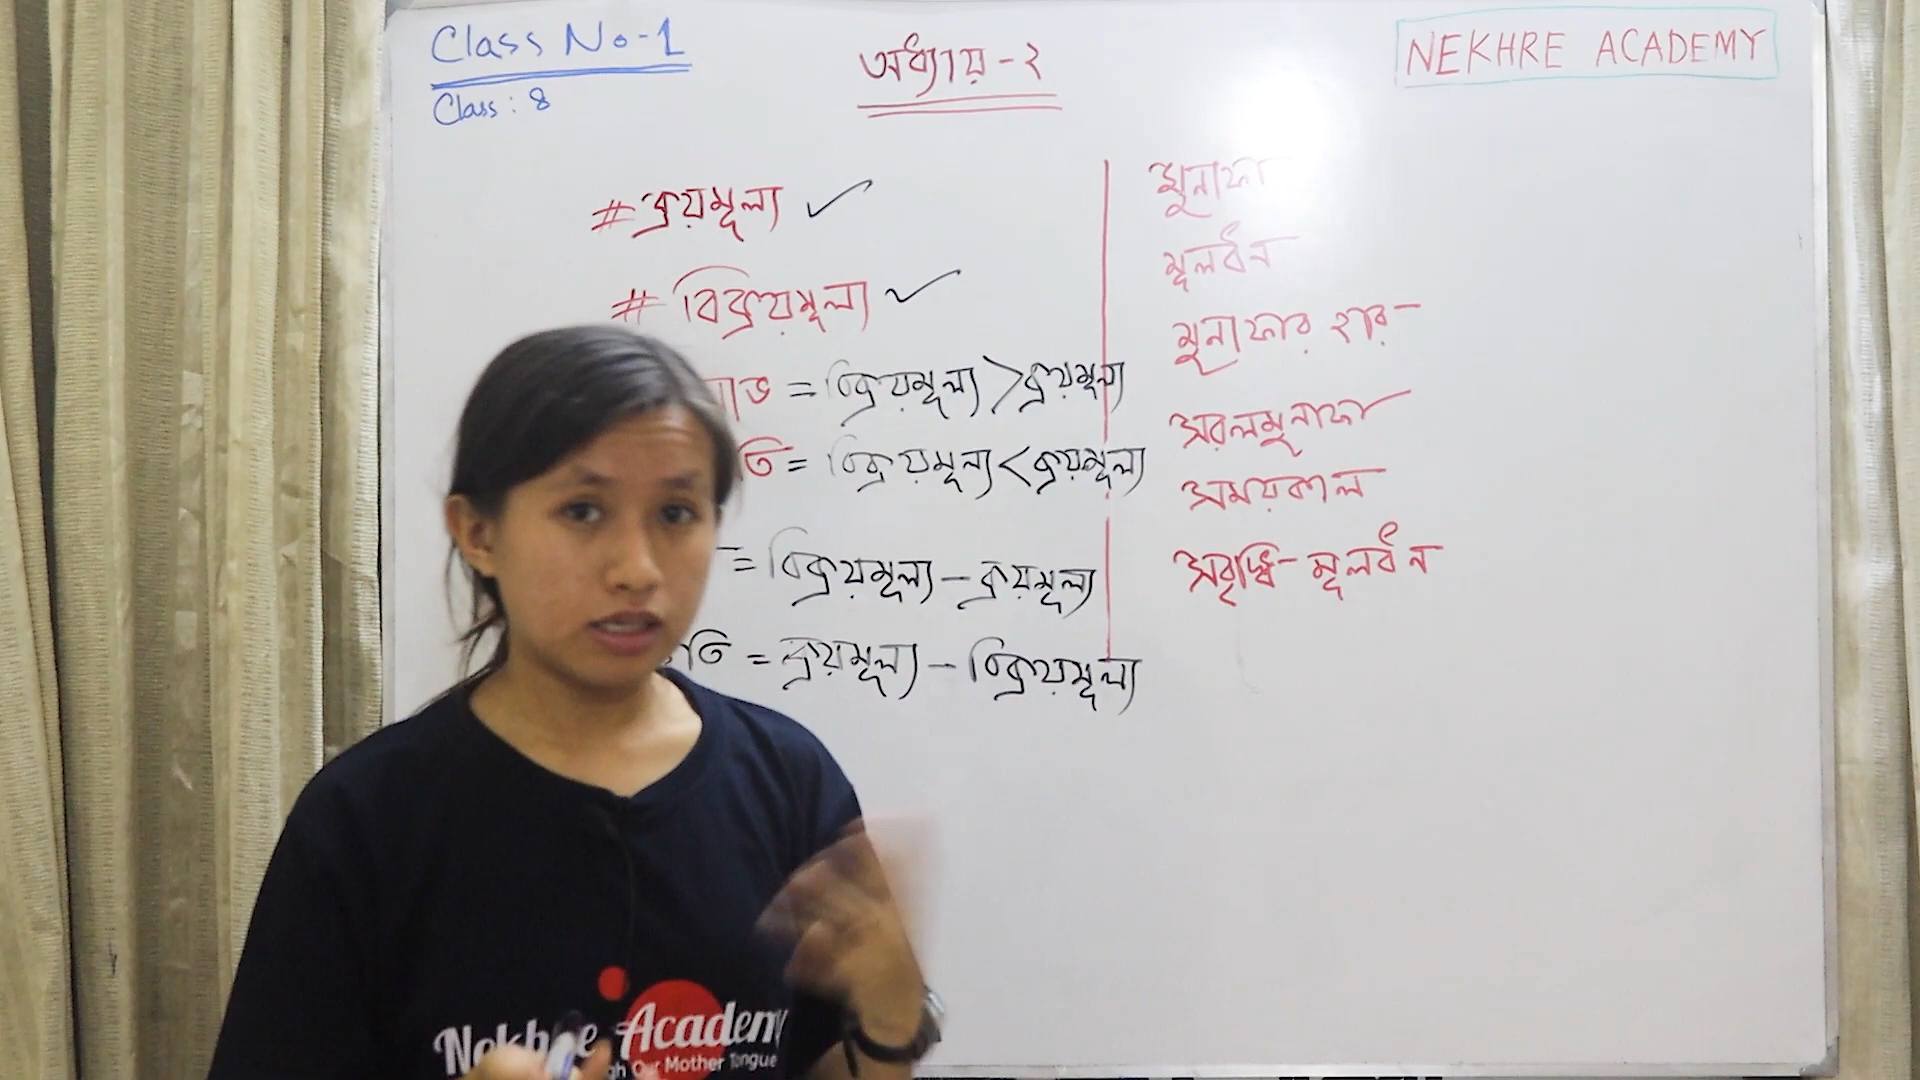 Class No-1
Class: 8
অধ্যায় - ২
NEKHRE ACADEMY
# ক্রয়মূল্য ✓
# বিক্রয়মূল্য ✓
= বিক্রয়মূল্য > ক্রয়মূল্য
= বিক্রয়মূল্য < ক্রয়মূল্য
= বিক্রয়মূল্য - ক্রয়মূল্য
= ক্রয়মূল্য - বিক্রয়মূল্য
মুনাফা
মূলধন
মুনাফার হার
সরলমুনাফা
সময়কাল
সবৃদ্ধি-মূলধন
Academy
Our Mother Tongue